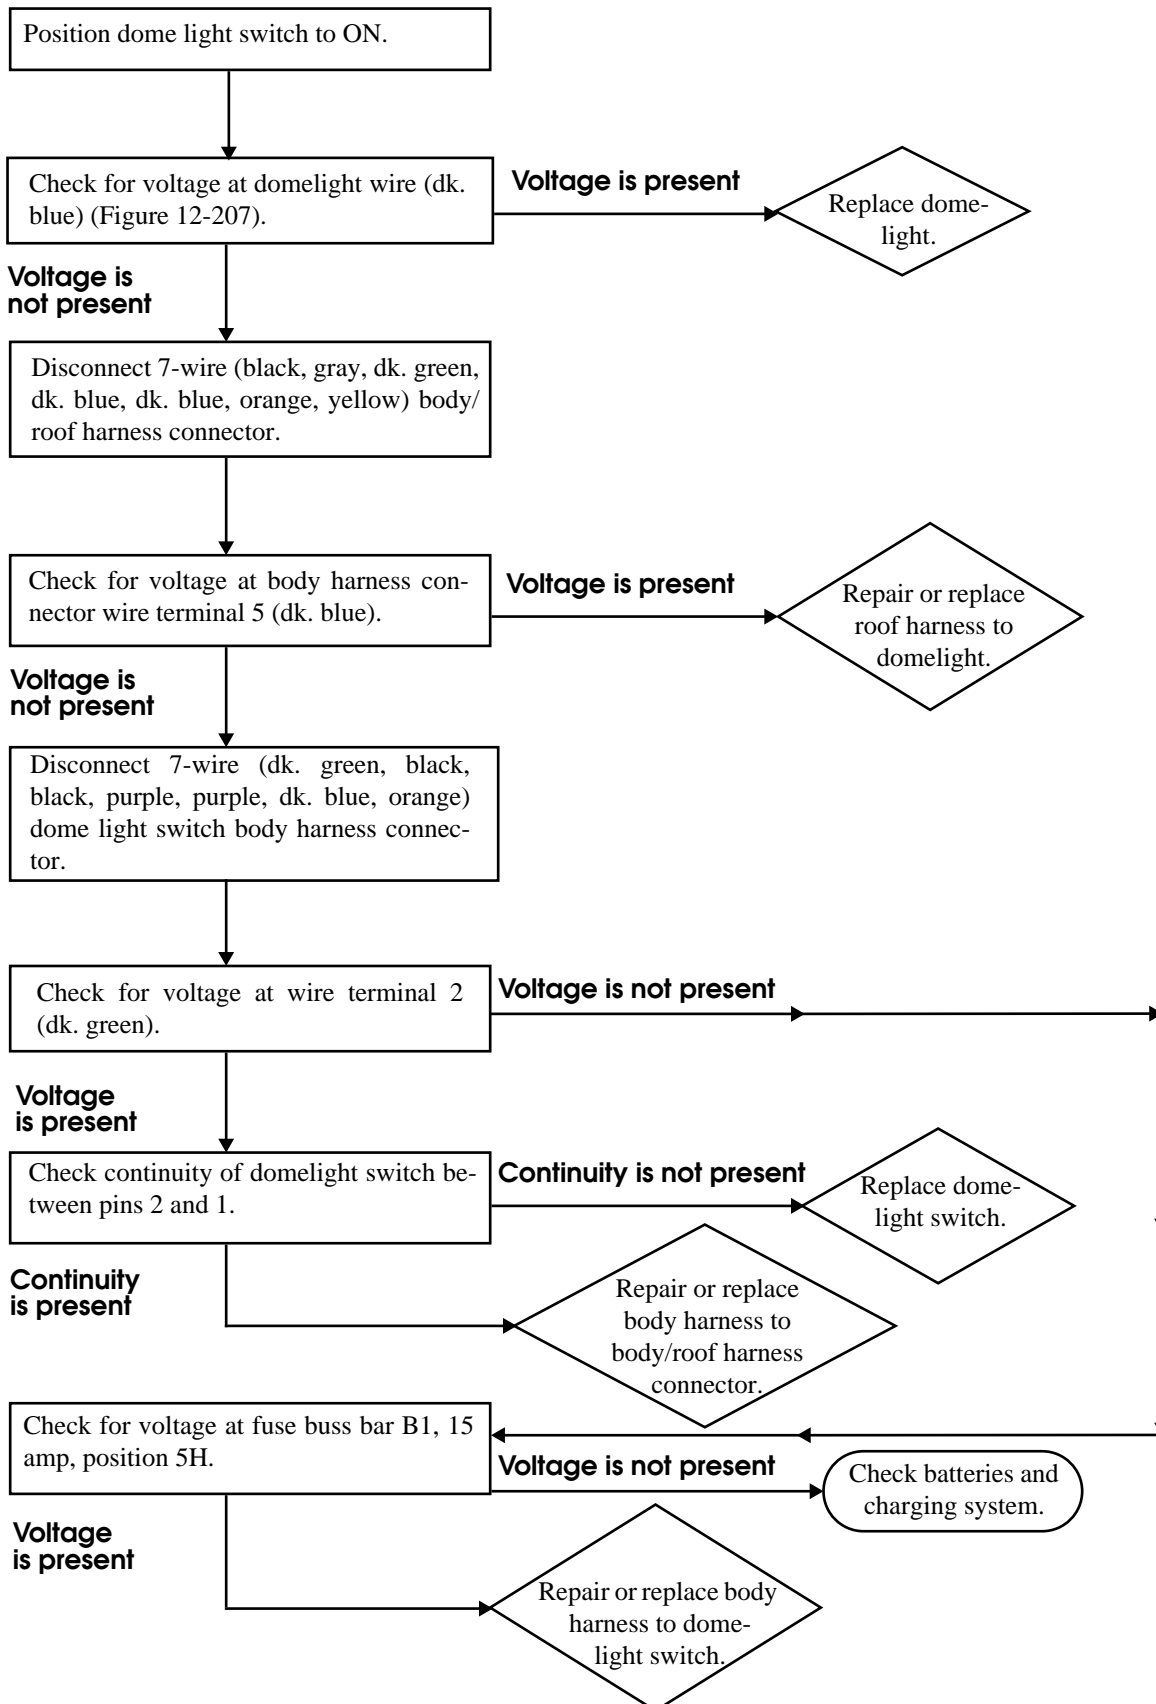 Position dome light switch to ON.
Check for voltage at domelight wire (dk.
blue) (Figure 12-207).
Voltage is present
Replace dome-
light.
Voltage is
not present
Disconnect 7-wire (black, gray, dk. green,
dk. blue, dk. blue, orange, yellow) body/
roof harness connector.
Check for voltage at body harness con-
nector wire terminal 5 (dk. blue).
Voltage is present
Repair or replace
roof harness to
domelight.
Voltage is
not present
Disconnect 7-wire (dk. green, black,
black, purple, purple, dk. blue, orange)
dome light switch body harness connec-
tor.
Check for voltage at wire terminal 2
(dk. green).
Voltage is not present
Voltage
is present
Check continuity of domelight switch be-
tween pins 2 and 1.
Continuity is not present
Replace dome-
light switch.
Continuity
is present
Repair or replace
body harness to
body/roof harness
connector.
Check for voltage at fuse buss bar B1, 15
amp, position 5H.
Voltage is not present
Check batteries and
charging system.
Voltage
is present
Repair or replace body
harness to dome-
light switch.